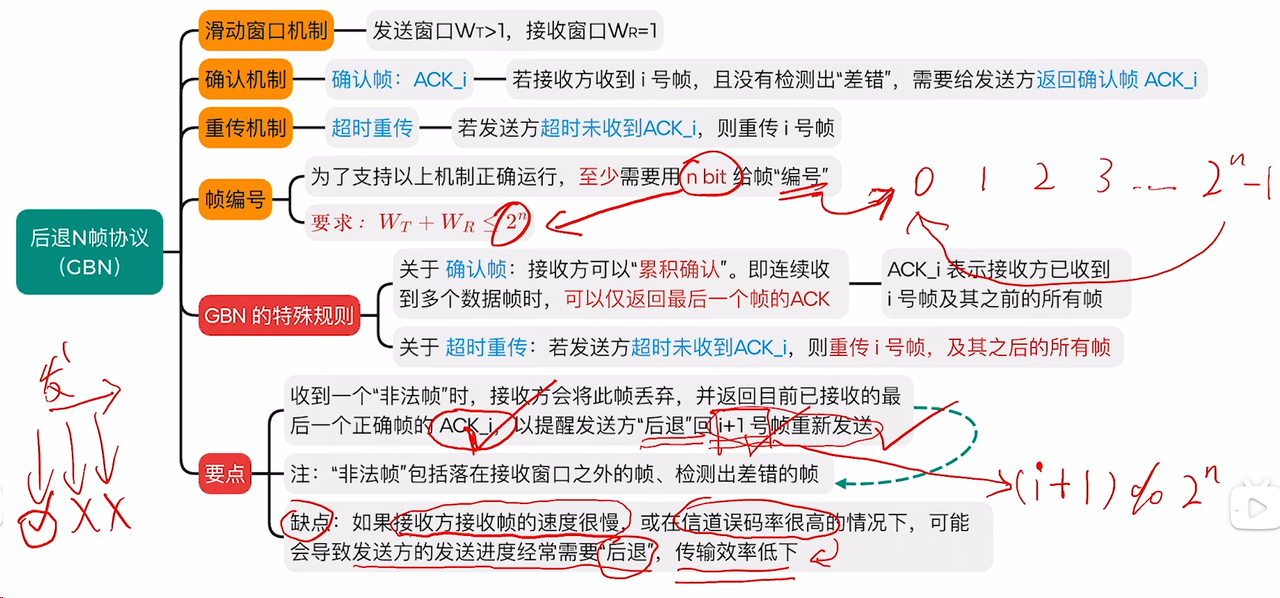 滑动窗口机制
发送窗口WT>1，接收窗口WR=1
确认机制
确认帧：ACK_i
若接收方收到 i 号帧，且没有检测出“差错”，需要给发送方返回确认帧 ACK_i
重传机制
超时重传
若发送方超时未收到ACK_i，则重传 i 号帧
帧编号
为了支持以上机制正确运行，至少需要用 n bit 给帧“编号”
0 1 2 3 ... 2ⁿ-1
要求：WT + WR ≤ 2ⁿ
后退N帧协议
（GBN）
GBN 的特殊规则
关于 确认帧：接收方可以“累积确认”。即连续收
到多个数据帧时，可以仅返回最后一个帧的ACK
ACK_i 表示接收方已收到
i 号帧及其之前的所有帧
关于 超时重传：若发送方超时未收到ACK_i，则重传 i 号帧，及其之后的所有帧
发
要点
收到一个“非法帧”时，接收方会将此帧丢弃，并返回目前已接收的最
后一个正确帧的 ACK_i，以提醒发送方“后退”回 i+1 号帧重新发送
注：“非法帧”包括落在接收窗口之外的帧、检测出差错的帧
(i+1) % 2ⁿ
缺点：如果接收方接收帧的速度很慢，或在信道误码率很高的情况下，可能
会导致发送方的发送进度经常需要“后退”，传输效率低下